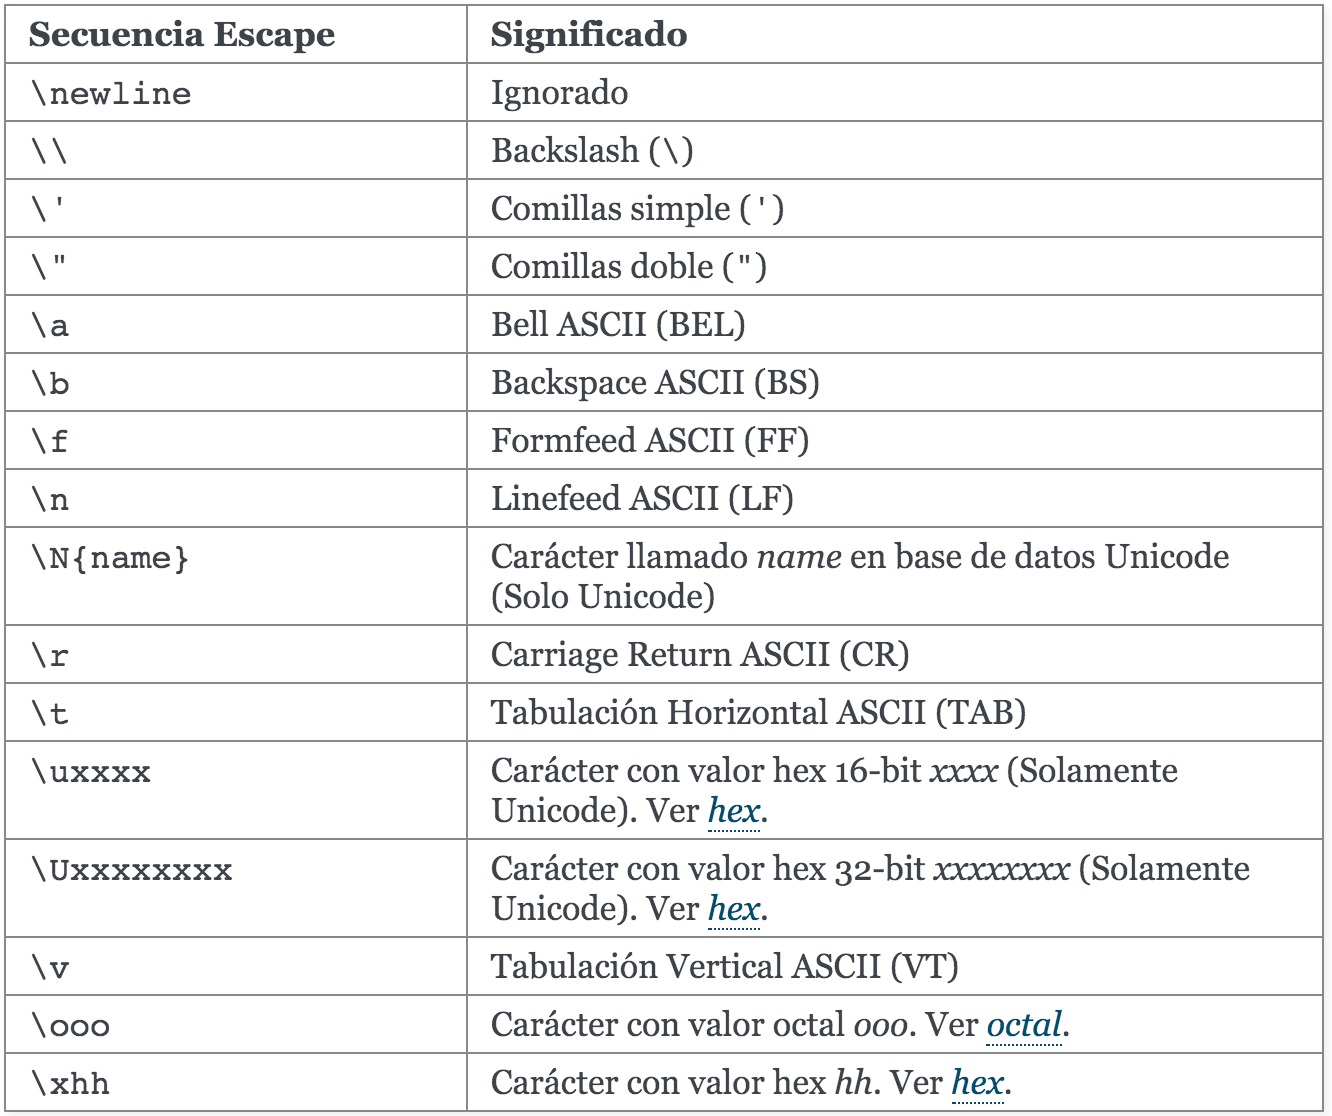 Secuencia Escape Significado
\newline Ignorado
\\ Backslash (\)
\' Comillas simple (')
\" Comillas doble (")
\a Bell ASCII (BEL)
\b Backspace ASCII (BS)
\f Formfeed ASCII (FF)
\n Linefeed ASCII (LF)
\N{name} Carácter llamado name en base de datos Unicode
(Solo Unicode)
\r Carriage Return ASCII (CR)
\t Tabulación Horizontal ASCII (TAB)
\uxxxx Carácter con valor hex 16-bit xxxx (Solamente
Unicode). Ver hex.
\Uxxxxxxxx Carácter con valor hex 32-bit xxxxxxxx (Solamente
Unicode). Ver hex.
\v Tabulación Vertical ASCII (VT)
\ooo Carácter con valor octal ooo. Ver octal.
\xhh Carácter con valor hex hh. Ver hex.